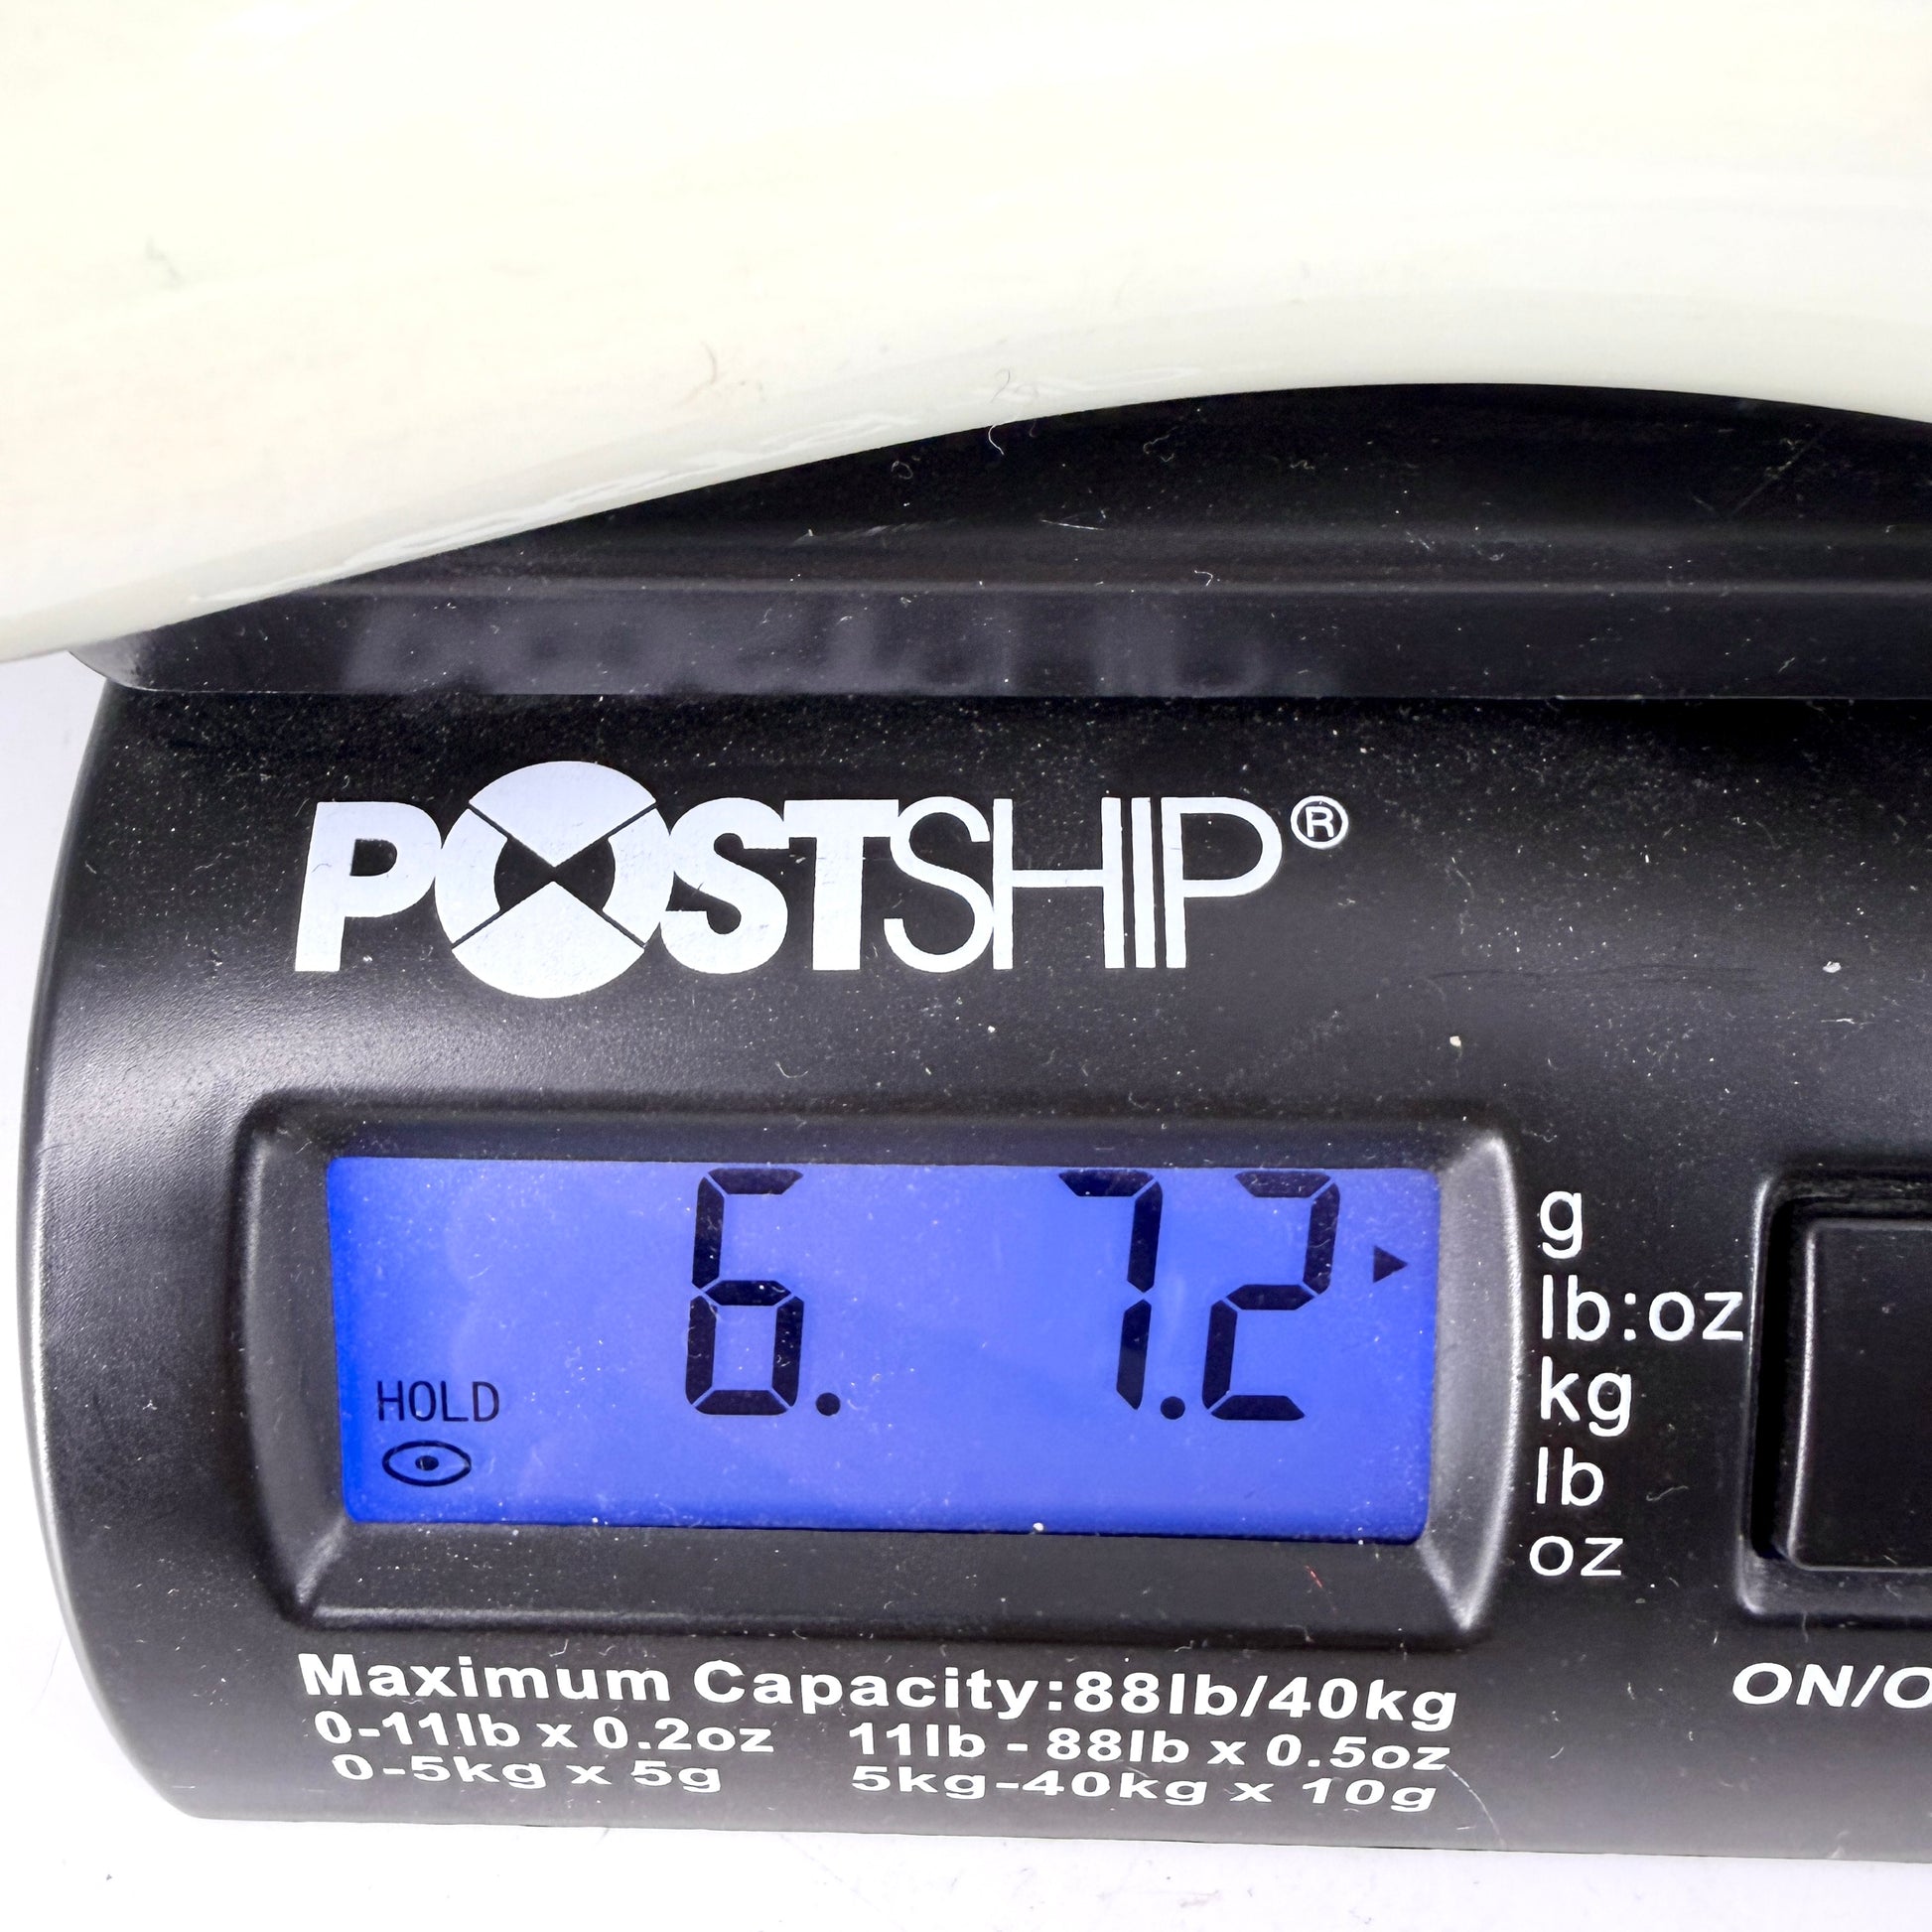 POSTSHIP®
6. 7.2
HOLD
g
lb:oz
kg
lb
oz
Maximum Capacity:88lb/40kg
0-11lb x 0.2oz 11lb - 88lb x 0.5oz
0-5kg x 5g 5kg-40kg x 10g
ON/O